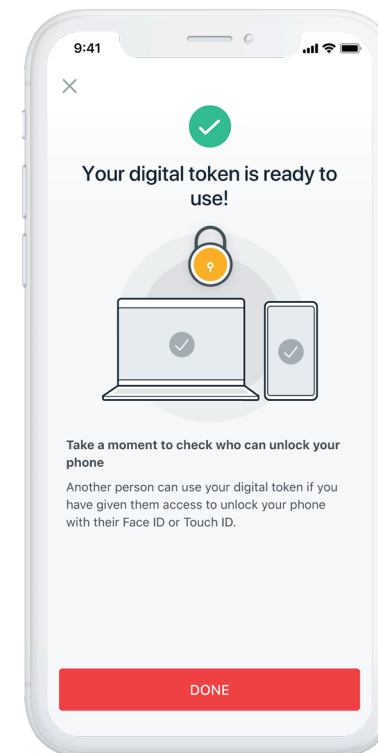 9:41
Your digital token is ready to
use!
Take a moment to check who can unlock your
phone
Another person can use your digital token if you
have given them access to unlock your phone
with their Face ID or Touch ID.
DONE